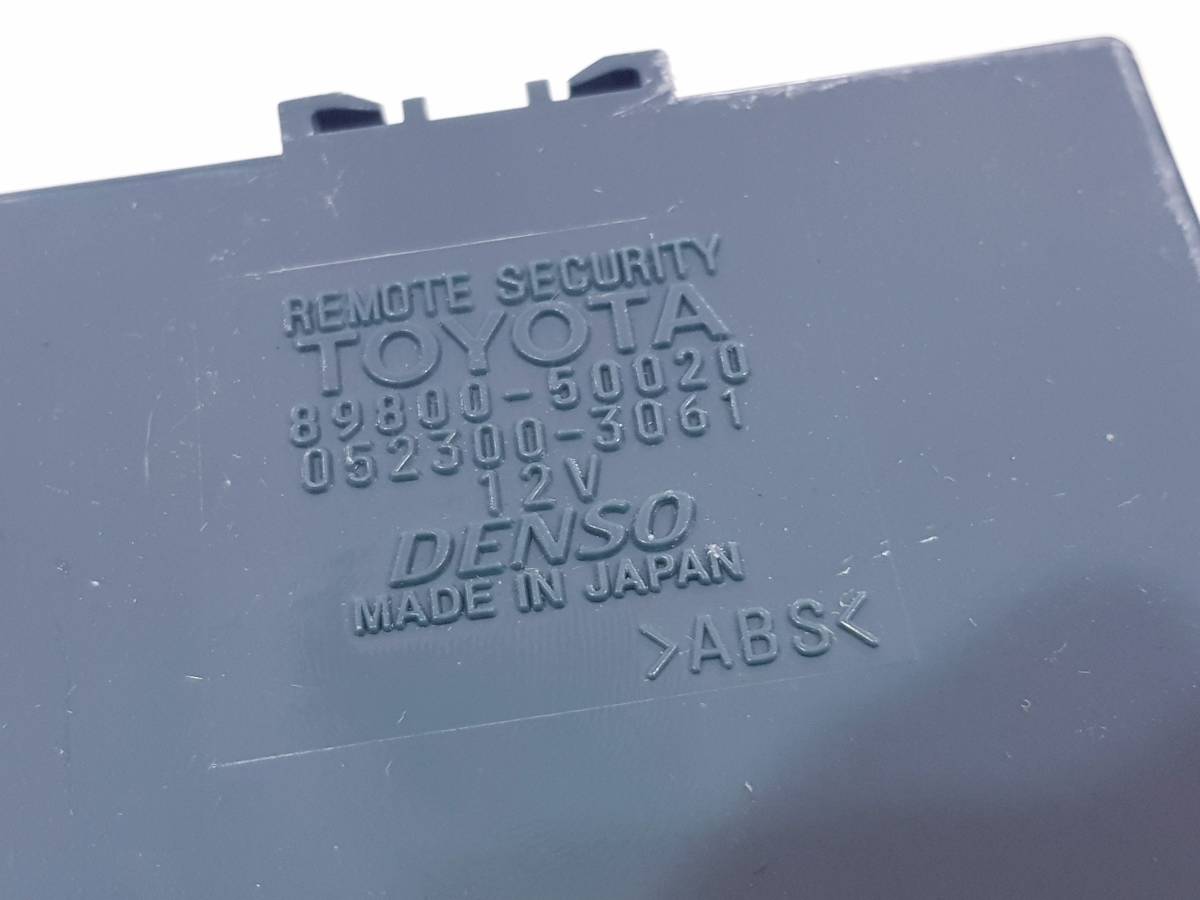 REMOTE SECURITY
TOYOTA
89800-50020
052300-3061
12V
DENSO
MADE IN JAPAN
>ABS<